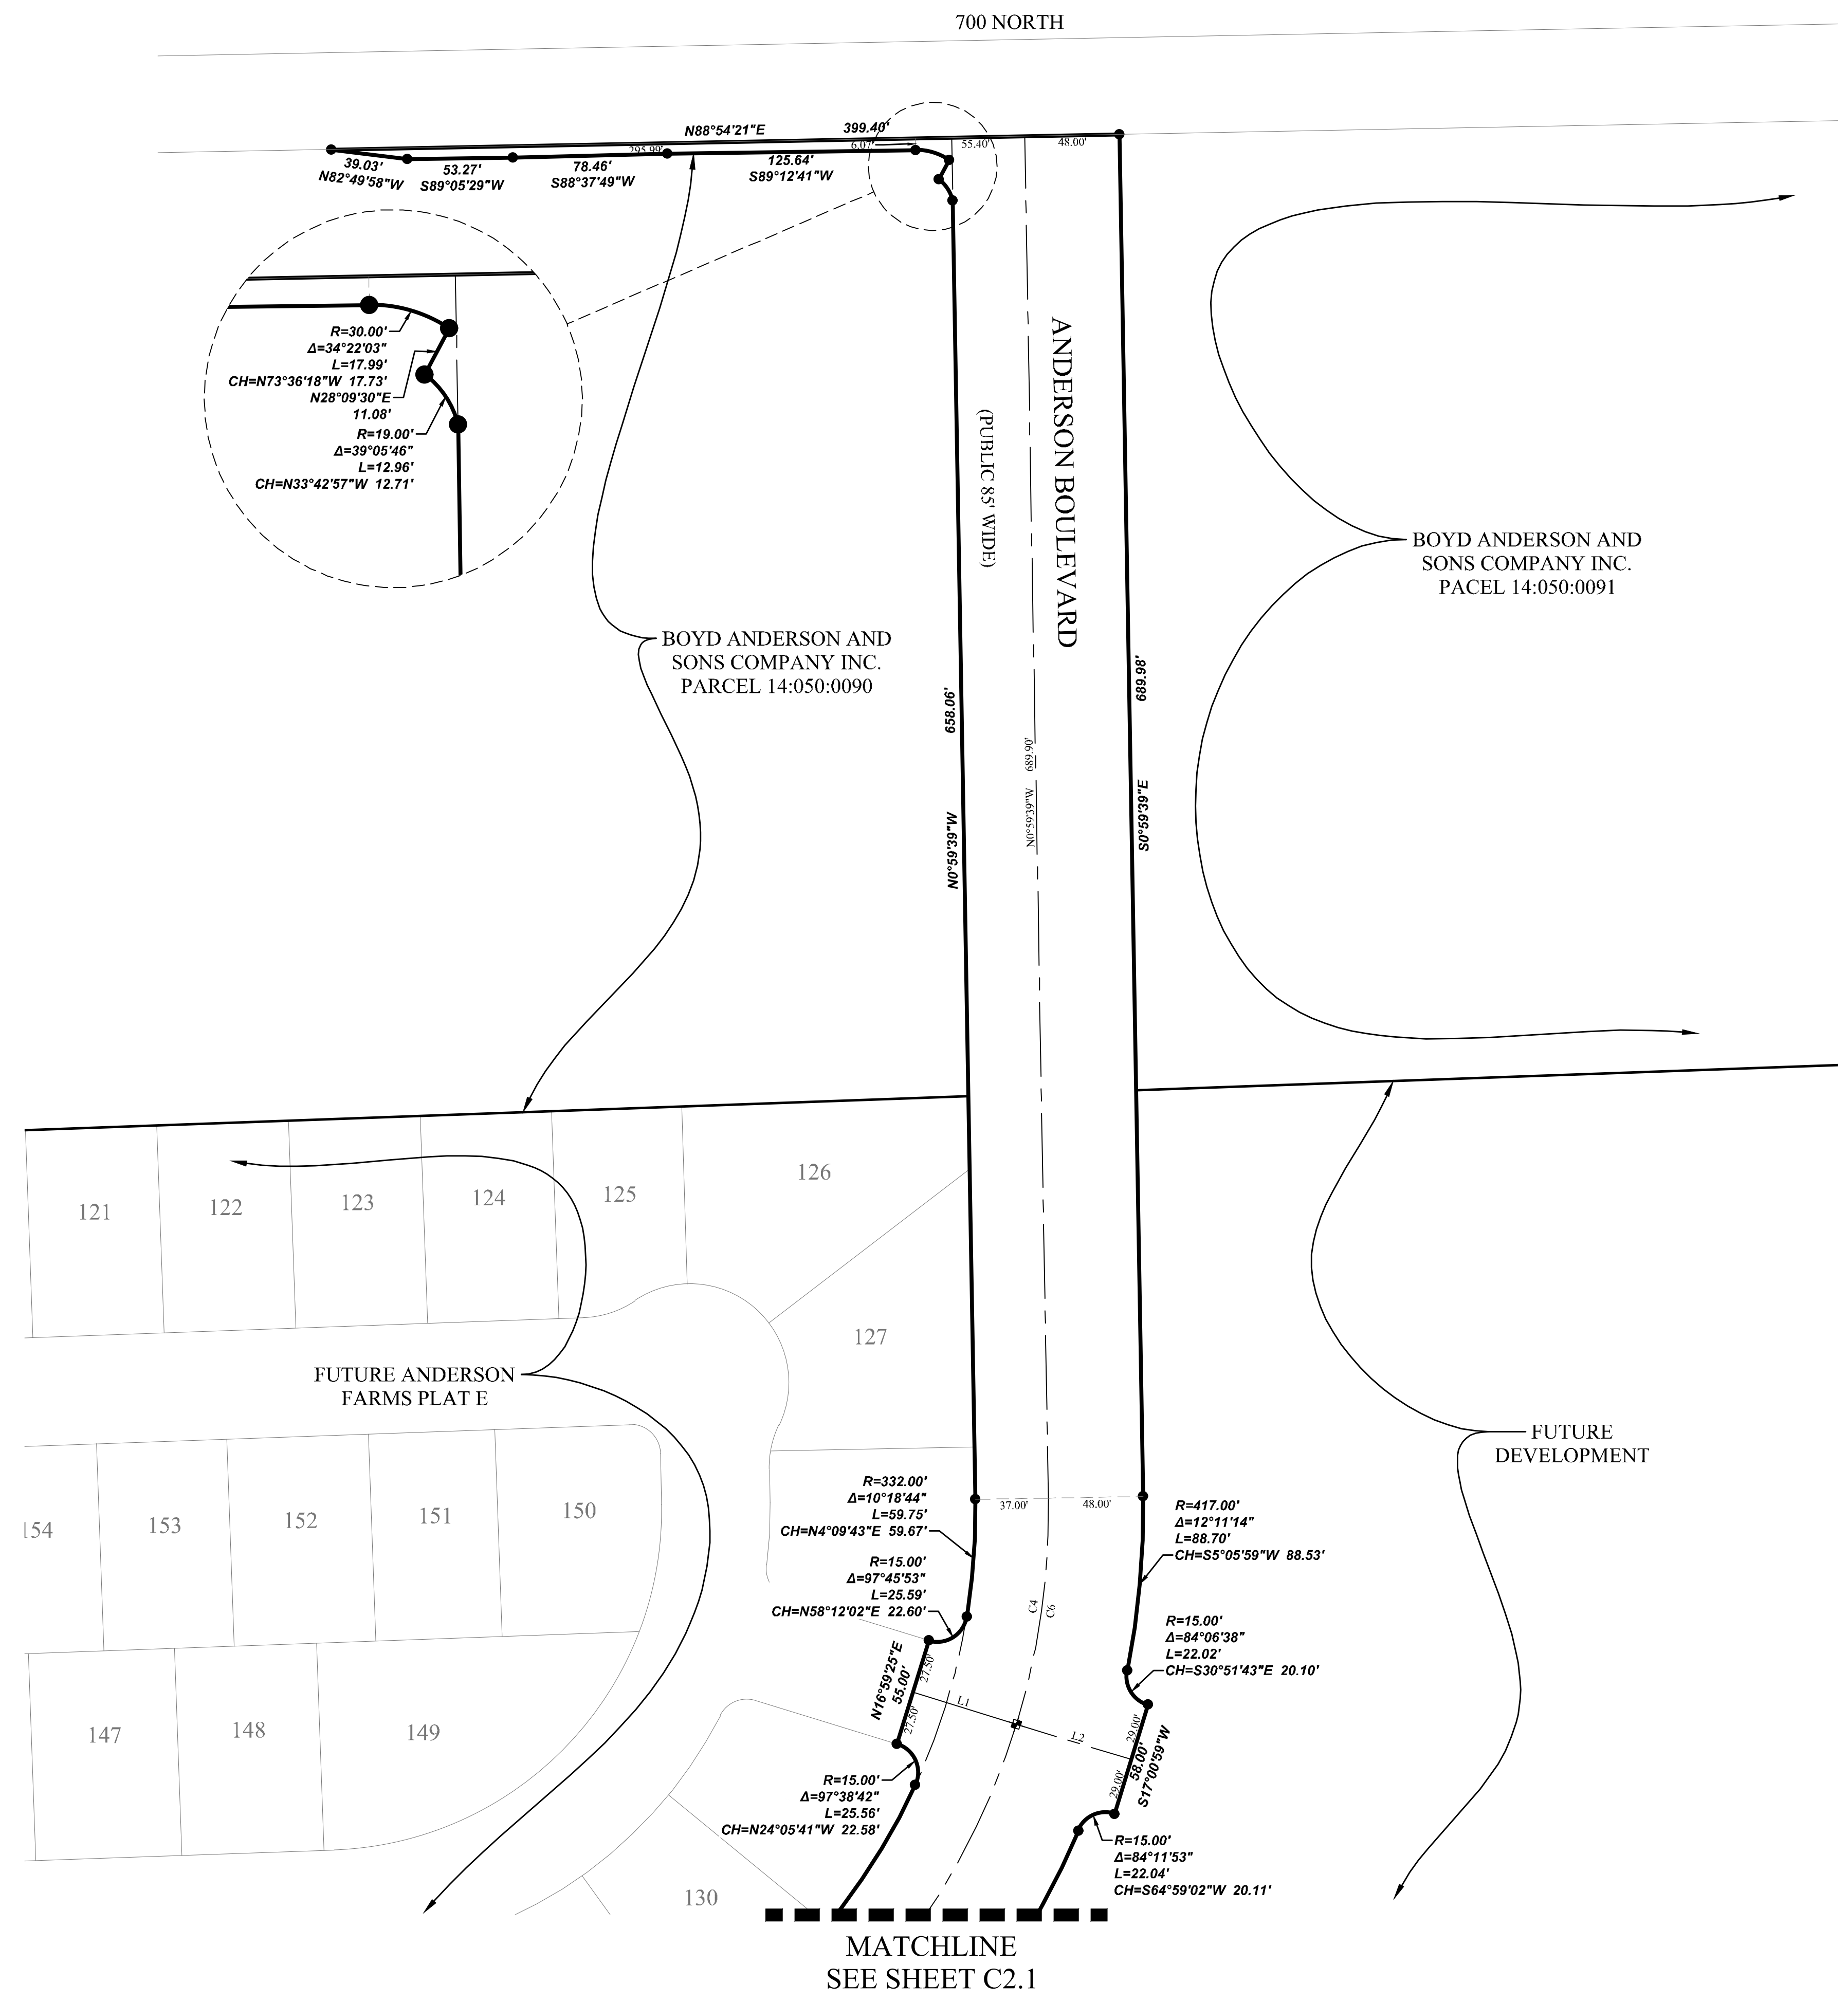 700 NORTH
N88°54'21"E 399.40'
6.07'
55.40'
48.00'
295.99'
39.03'
N82°49'58"W
53.27'
S89°05'29"W
78.46'
S88°37'49"W
125.64'
S89°12'41"W
R=30.00'
Δ=34°22'03"
L=17.99'
CH=N73°36'18"W 17.73'
N28°09'30"E
11.08'
R=19.00'
Δ=39°05'46"
L=12.96'
CH=N33°42'57"W 12.71'
ANDERSON BOULEVARD
(PUBLIC 85' WIDE)
BOYD ANDERSON AND
SONS COMPANY INC.
PACEL 14:050:0091
BOYD ANDERSON AND
SONS COMPANY INC.
PARCEL 14:050:0090
N0°59'39"W 658.06'
N0°59'39"W 689.90'
S0°59'39"E 689.98'
121
122
123
124
125
126
127
FUTURE ANDERSON
FARMS PLAT E
FUTURE
DEVELOPMENT
154
153
152
151
150
R=332.00'
Δ=10°18'44"
L=59.75'
CH=N4°09'43"E 59.67'
37.00'
48.00'
R=417.00'
Δ=12°11'14"
L=88.70'
CH=S5°05'59"W 88.53'
R=15.00'
Δ=97°45'53"
L=25.59'
CH=N58°12'02"E 22.60'
C4
C6
R=15.00'
Δ=84°06'38"
L=22.02'
CH=S30°51'43"E 20.10'
N16°59'25"E
55.00'
27.50'
27.50'
L1
L2
29.00'
29.00'
58.00'
S17°00'59"W
147
148
149
R=15.00'
Δ=97°38'42"
L=25.56'
CH=N24°05'41"W 22.58'
R=15.00'
Δ=84°11'53"
L=22.04'
CH=S64°59'02"W 20.11'
130
MATCHLINE
SEE SHEET C2.1